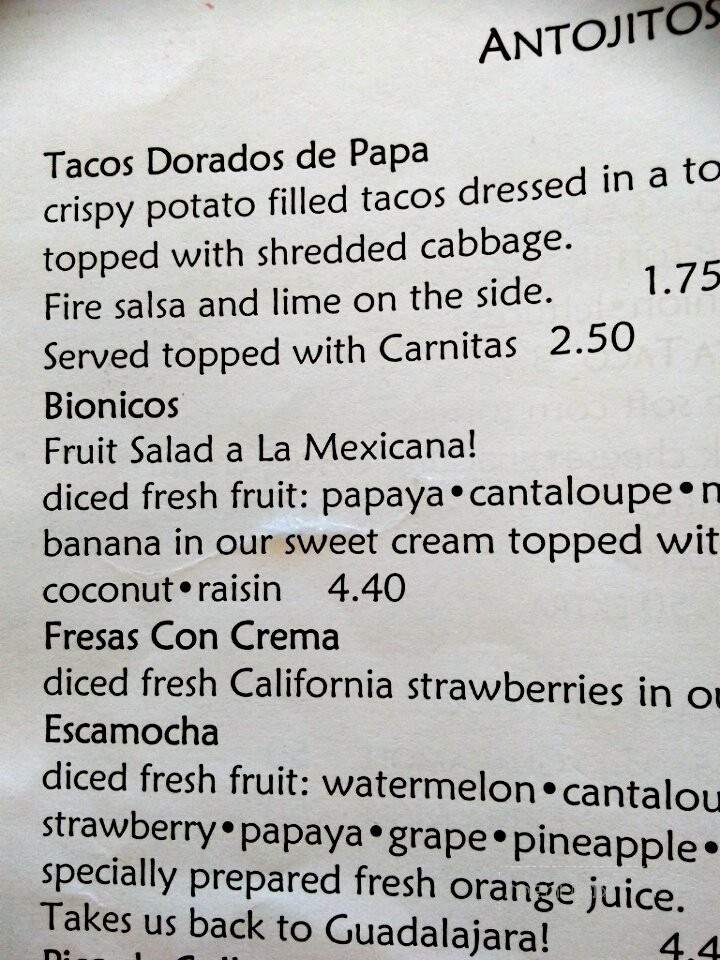 ANTOJITOS
Tacos Dorados de Papa
crispy potato filled tacos dressed in a
topped with shredded cabbage.
Fire salsa and lime on the side. 1.75
Served topped with Carnitas 2.50
Bionicos
Fruit Salad a La Mexicana!
diced fresh fruit: papaya•cantaloupe•
banana in our sweet cream topped
coconut•raisin 4.40
Fresas Con Crema
diced fresh California strawberries in
Escamocha
diced fresh fruit: watermelon•
strawberry•papaya•grape•pineapple•
specially prepared fresh orange juice.
Takes us back to Guadalajara!